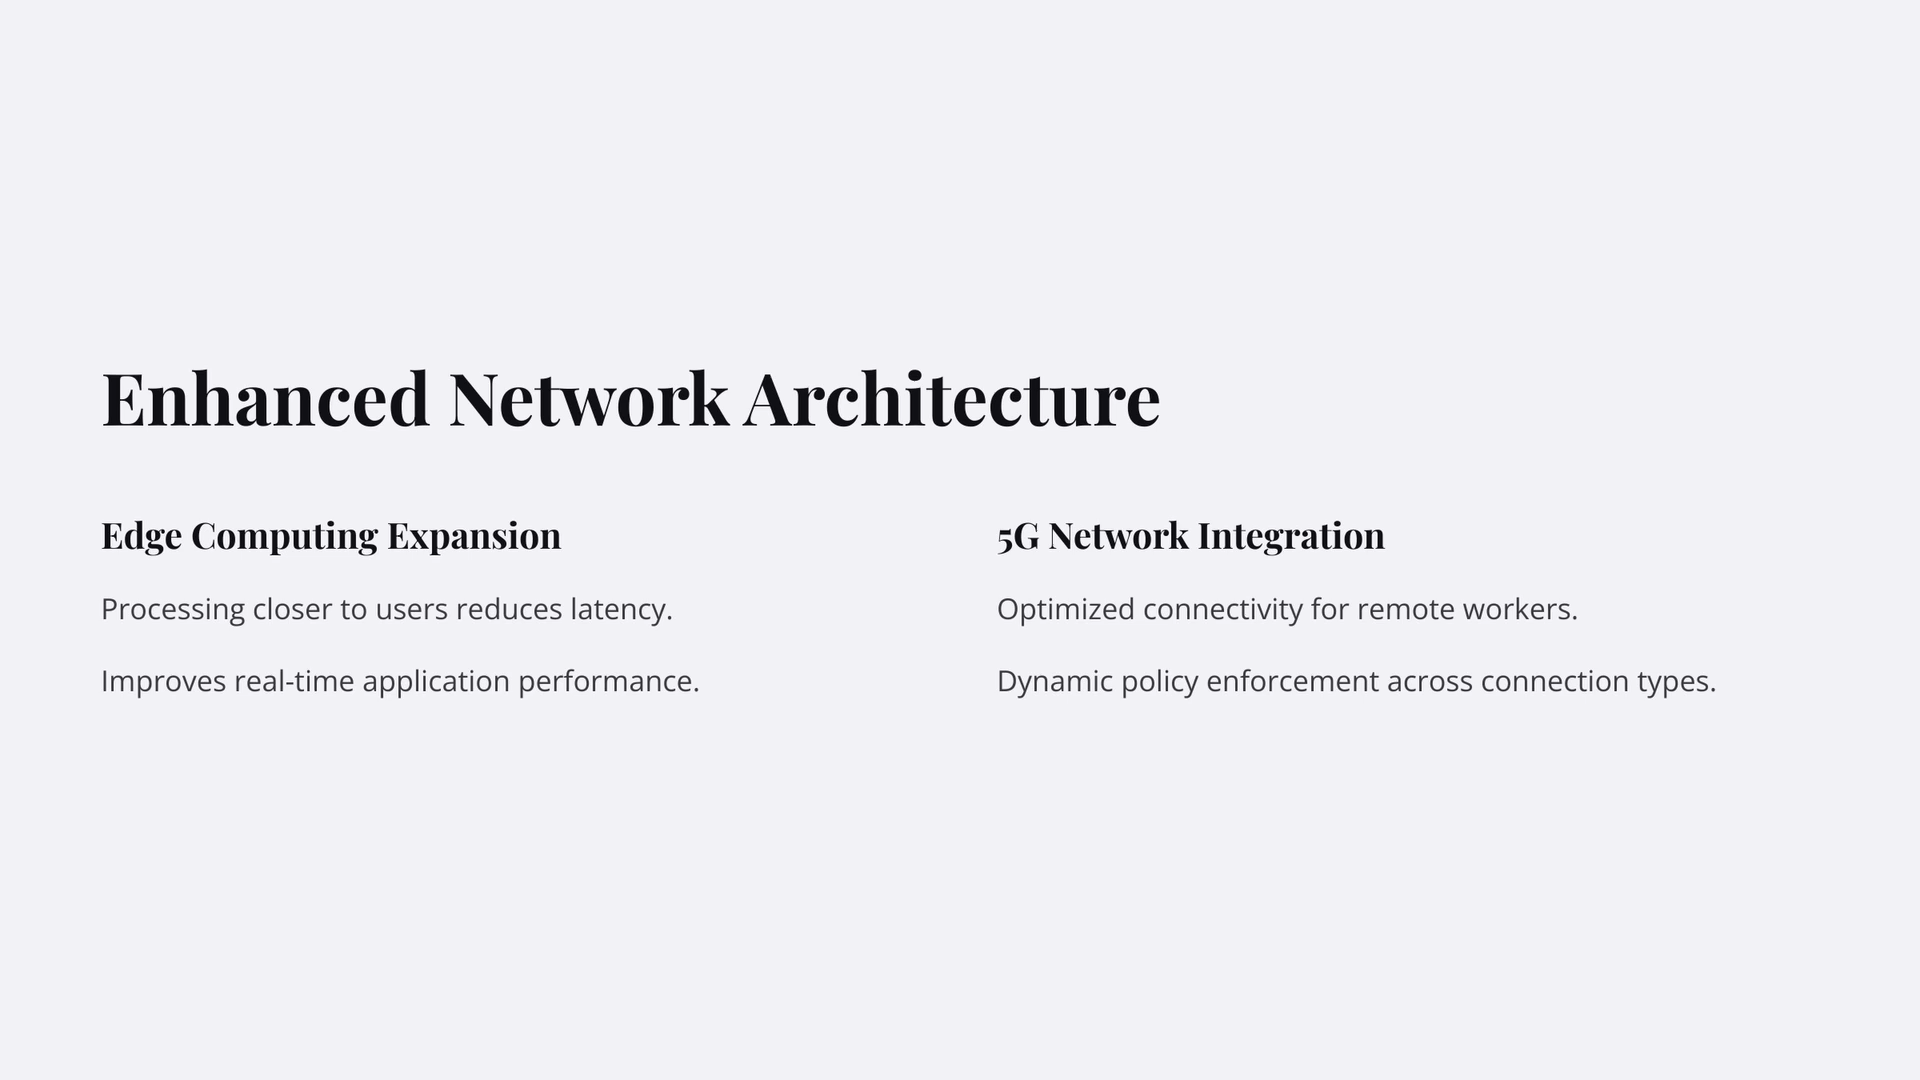 Enhanced Network Architecture
Edge Computing Expansion
Processing closer to users reduces latency.
Improves real-time application performance.
5G Network Integration
Optimized connectivity for remote workers.
Dynamic policy enforcement across connection types.